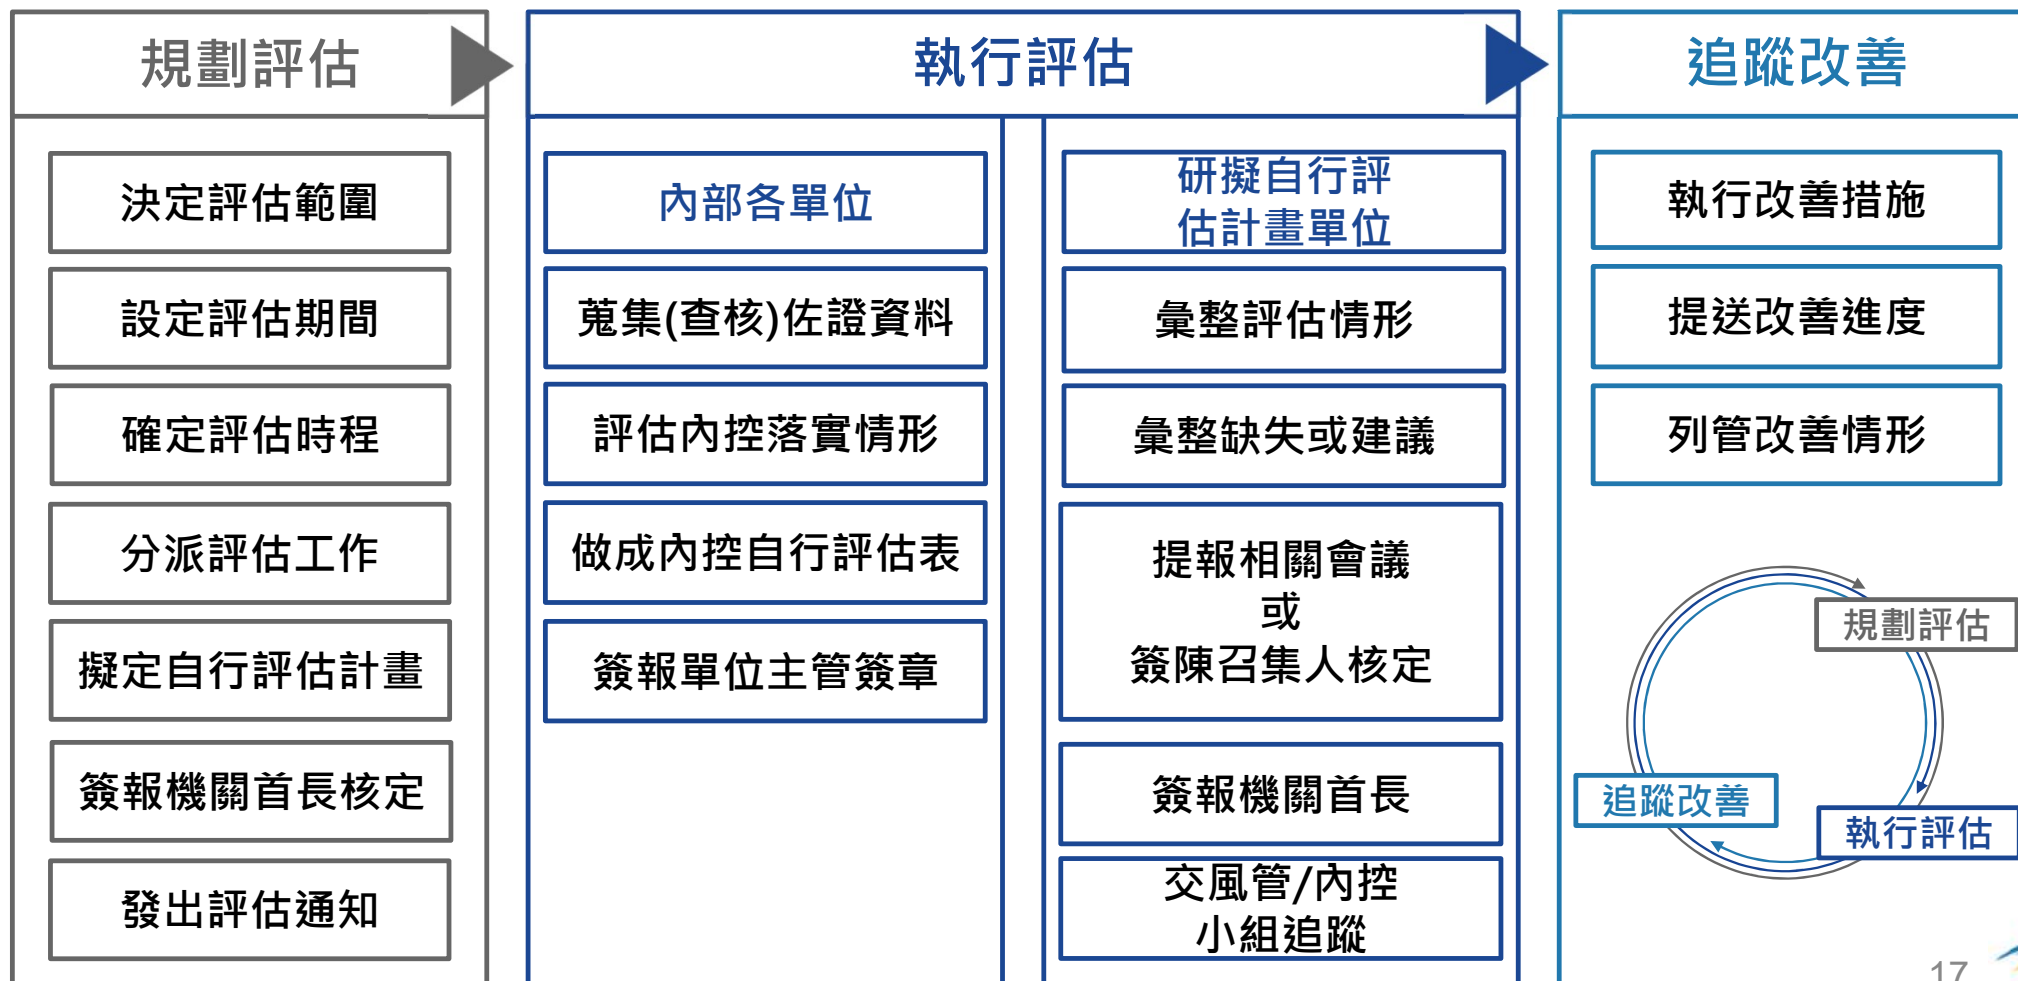 規劃評估
決定評估範圍
設定評估期間
確定評估時程
分派評估工作
擬定自行評估計畫
簽報機關首長核定
發出評估通知
執行評估
內部各單位
蒐集(查核)佐證資料
評估內控落實情形
做成內控自行評估表
簽報單位主管簽章
研擬自行評
估計畫單位
彙整評估情形
彙整缺失或建議
提報相關會議
或
簽陳召集人核定
簽報機關首長
交風管/內控
小組追蹤
追蹤改善
執行改善措施
提送改善進度
列管改善情形
規劃評估
追蹤改善
執行評估
17